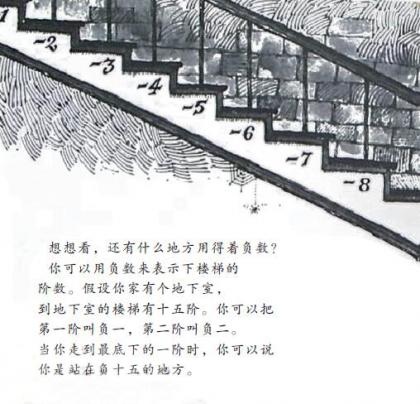 1
-2
-3
-4
-5
-6
-7
-8
想想看，还有什么地方用得着负数？
你可以用负数来表示下楼梯的
阶数。假设你家有个地下室，
到地下室的楼梯有十五阶。你可以把
第一阶叫负一，第二阶叫负二。
当你走到最底下的一阶时，你可以说
你是站在负十五的地方。